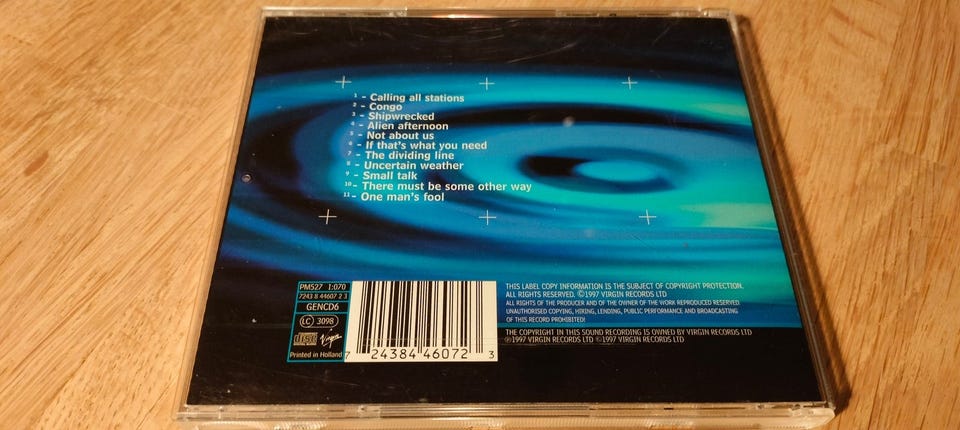 1 - Calling all stations
2 - Congo
3 - Shipwrecked
4 - Alien afternoon
5 - Not about us
6 - If that's what you need
7 - The dividing line
8 - Uncertain weather
9 - Small talk
10 - There must be some other way
11 - One man's fool
PM527 1:070
7243 8 44607 2 3
GENCD6
LC 3098
Virgin
Printed in Holland
7 24384 46072 3
THIS LABEL COPY INFORMATION IS THE SUBJECT OF COPYRIGHT PROTECTION.
ALL RIGHTS RESERVED. ©1997 VIRGIN RECORDS LTD
ALL RIGHTS OF THE PRODUCER AND OF THE OWNER OF THE WORK REPRODUCED RESERVED
UNAUTHORISED COPYING, HIRING, LENDING, PUBLIC PERFORMANCE AND BROADCASTING
OF THIS RECORD PROHIBITED!
THE COPYRIGHT IN THIS SOUND RECORDING IS OWNED BY VIRGIN RECORDS LTD
℗1997 VIRGIN RECORDS LTD ©1997 VIRGIN RECORDS LTD